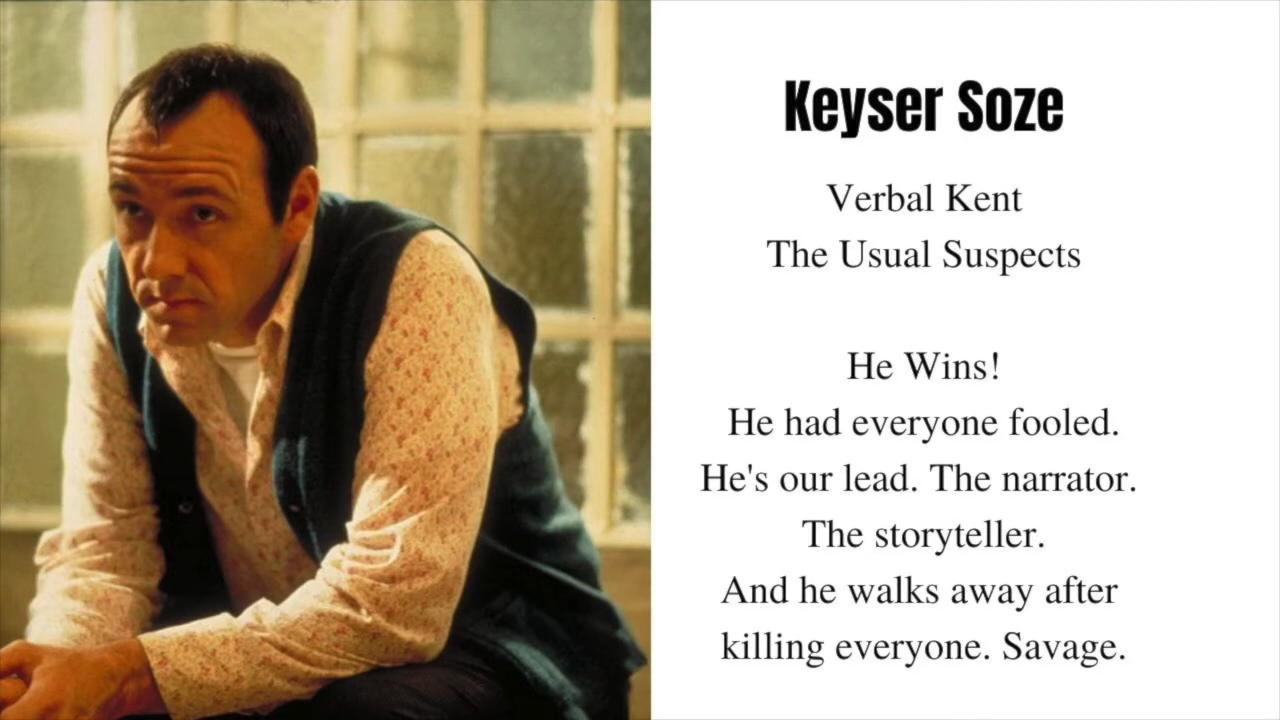 Keyser Soze
Verbal Kent
The Usual Suspects
He Wins!
He had everyone fooled.
He's our lead. The narrator.
The storyteller.
And he walks away after
killing everyone. Savage.